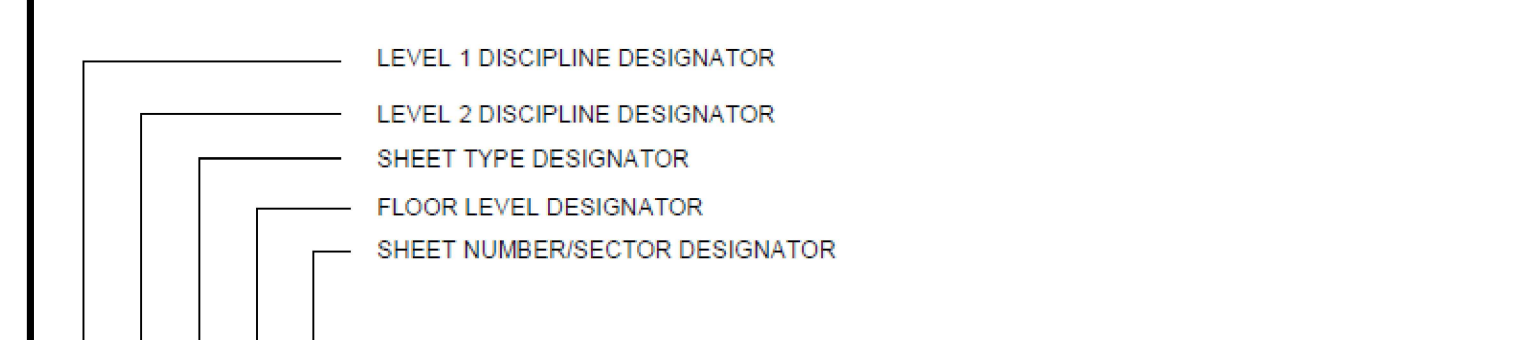 LEVEL 1 DISCIPLINE DESIGNATOR
LEVEL 2 DISCIPLINE DESIGNATOR
SHEET TYPE DESIGNATOR
FLOOR LEVEL DESIGNATOR
SHEET NUMBER/SECTOR DESIGNATOR